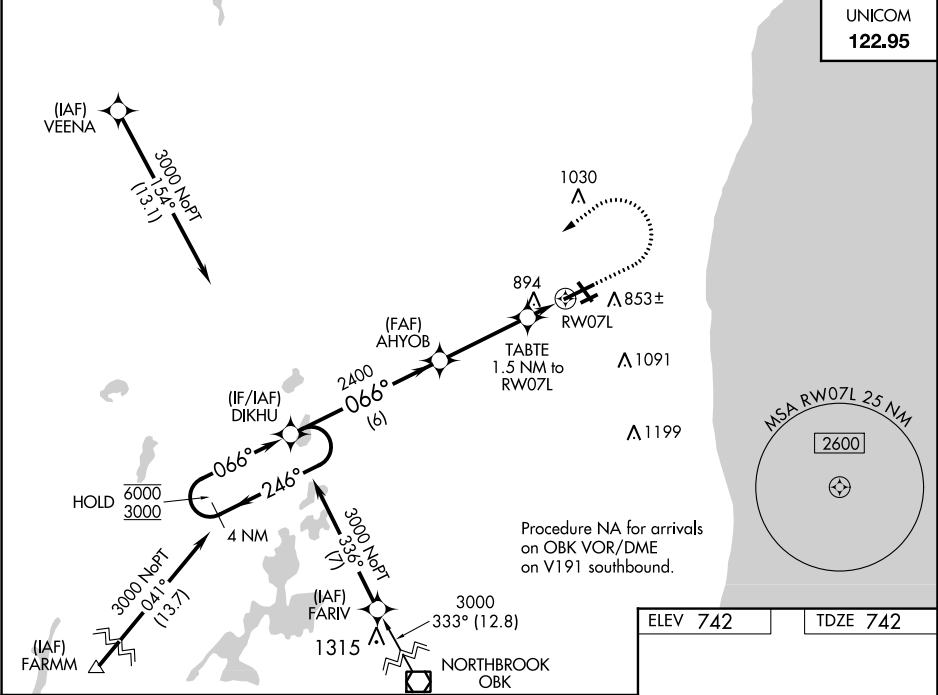 UNICOM
122.95
(IAF)
VEENA
3000 NoPT
154°
(13.1)
1030
894
853±
RW07L
(FAF)
AHYOB
TABTE
1.5 NM to
RW07L
1091
2400
066°
(6)
(IF/IAF)
DIKHU
MSA RW07L 25 NM
2600
1199
066°
246°
HOLD 6000
3000
4 NM
Procedure NA for arrivals
on OBK VOR/DME
on V191 southbound.
3000 NoPT
336°
(7)
3000 NoPT
041°
(13.7)
(IAF)
FARIV
3000
333° (12.8)
1315
(IAF)
FARMM
NORTHBROOK
OBK
ELEV 742
TDZE 742